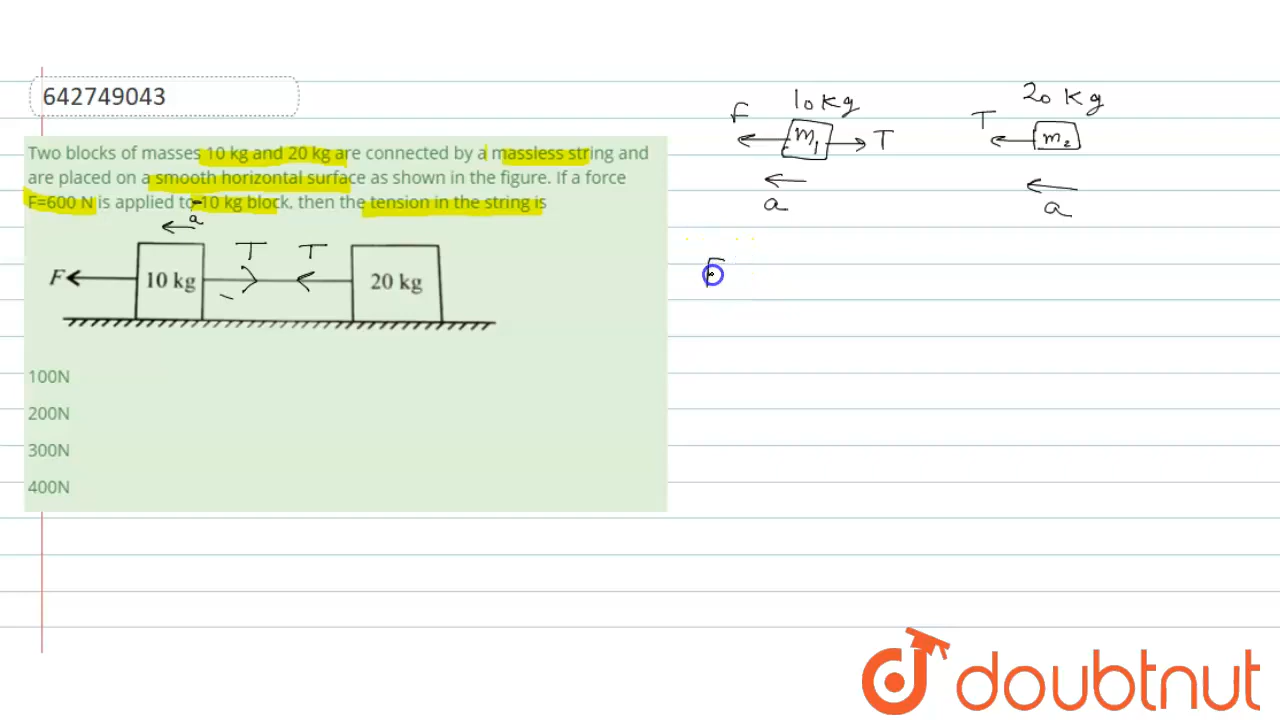 642749043
Two blocks of masses 10 kg and 20 kg are connected by a massless string and
are placed on a smooth horizontal surface as shown in the figure. If a force
F=600 N is applied to 10 kg block, then the tension in the string is
a
T T
F 10 kg 20 kg
100N
200N
300N
400N
10 kg 20 kg
F m1 T T m2
a a
F
doubtnut